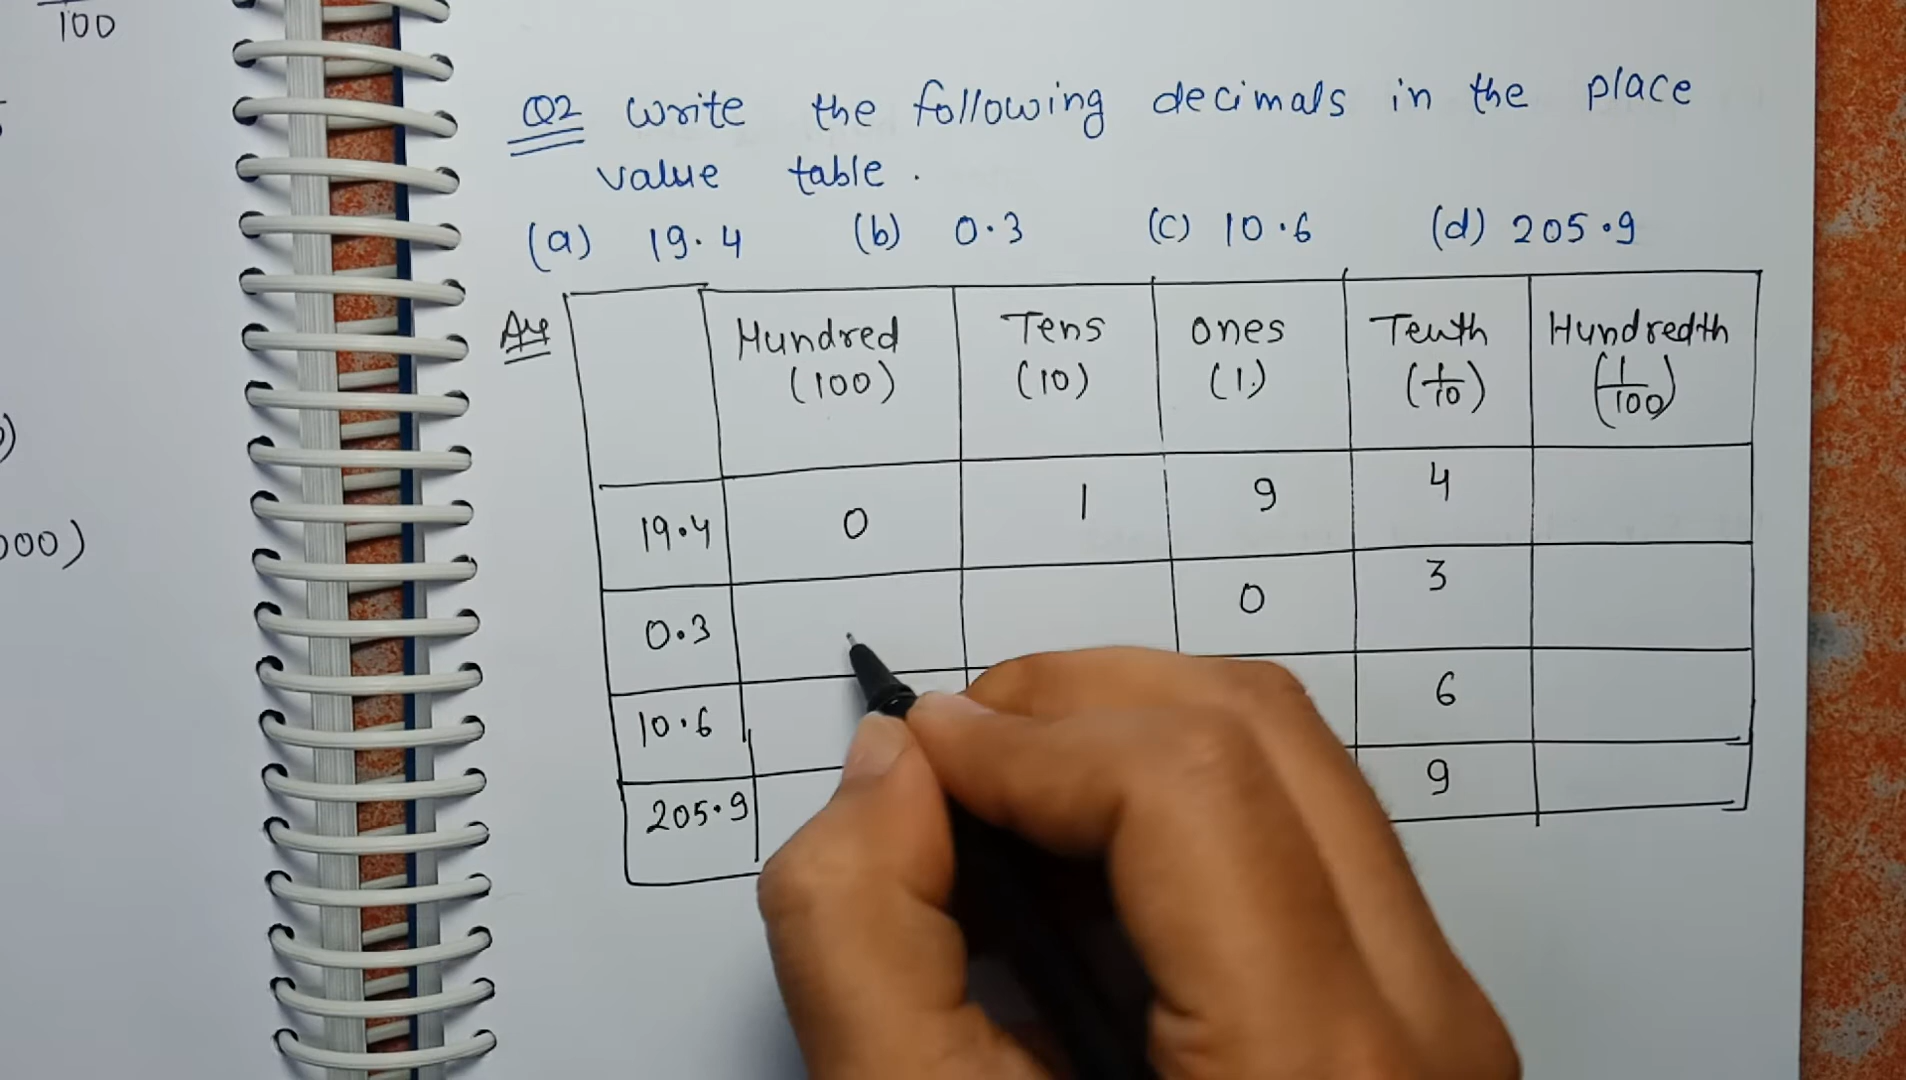 100
000)
Q2 Write the following decimals in the place
value table.
(a) 19.4 (b) 0.3 (c) 10.6 (d) 205.9
Hundred Tens Ones Tenth Hundredth
(100) (10) (1) (1/10) (1/100)
19.4 0 1 9 4
0.3 0 3
10.6 6
205.9 9